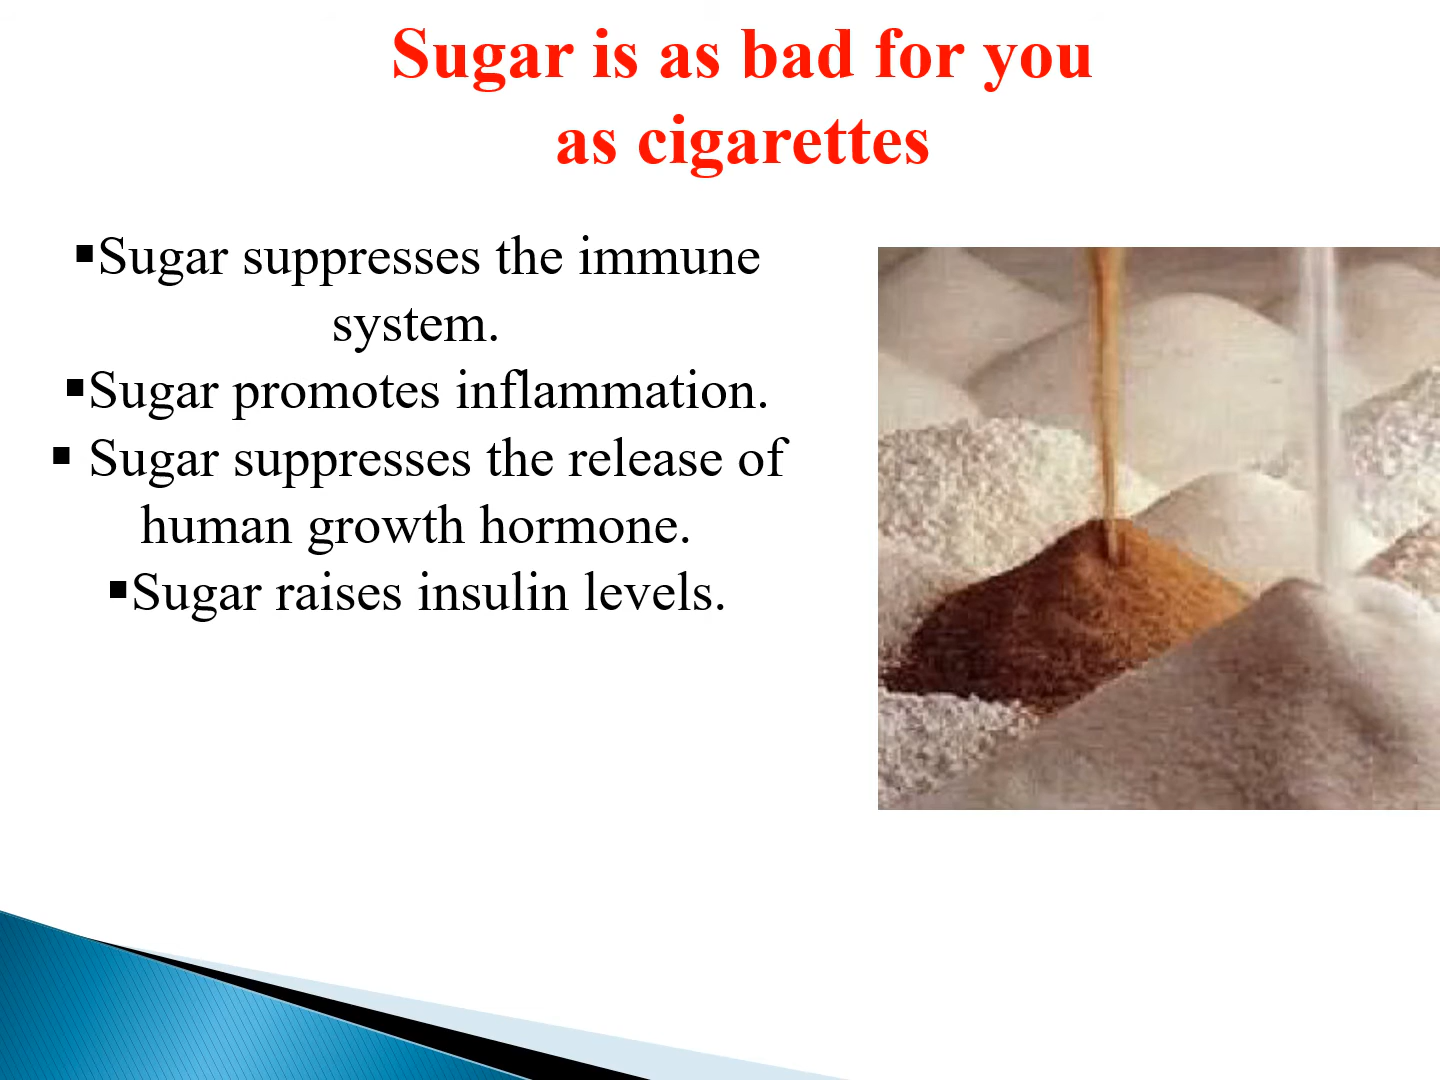 Sugar is as bad for you
as cigarettes
▪Sugar suppresses the immune
system.
▪Sugar promotes inflammation.
▪ Sugar suppresses the release of
human growth hormone.
▪Sugar raises insulin levels.